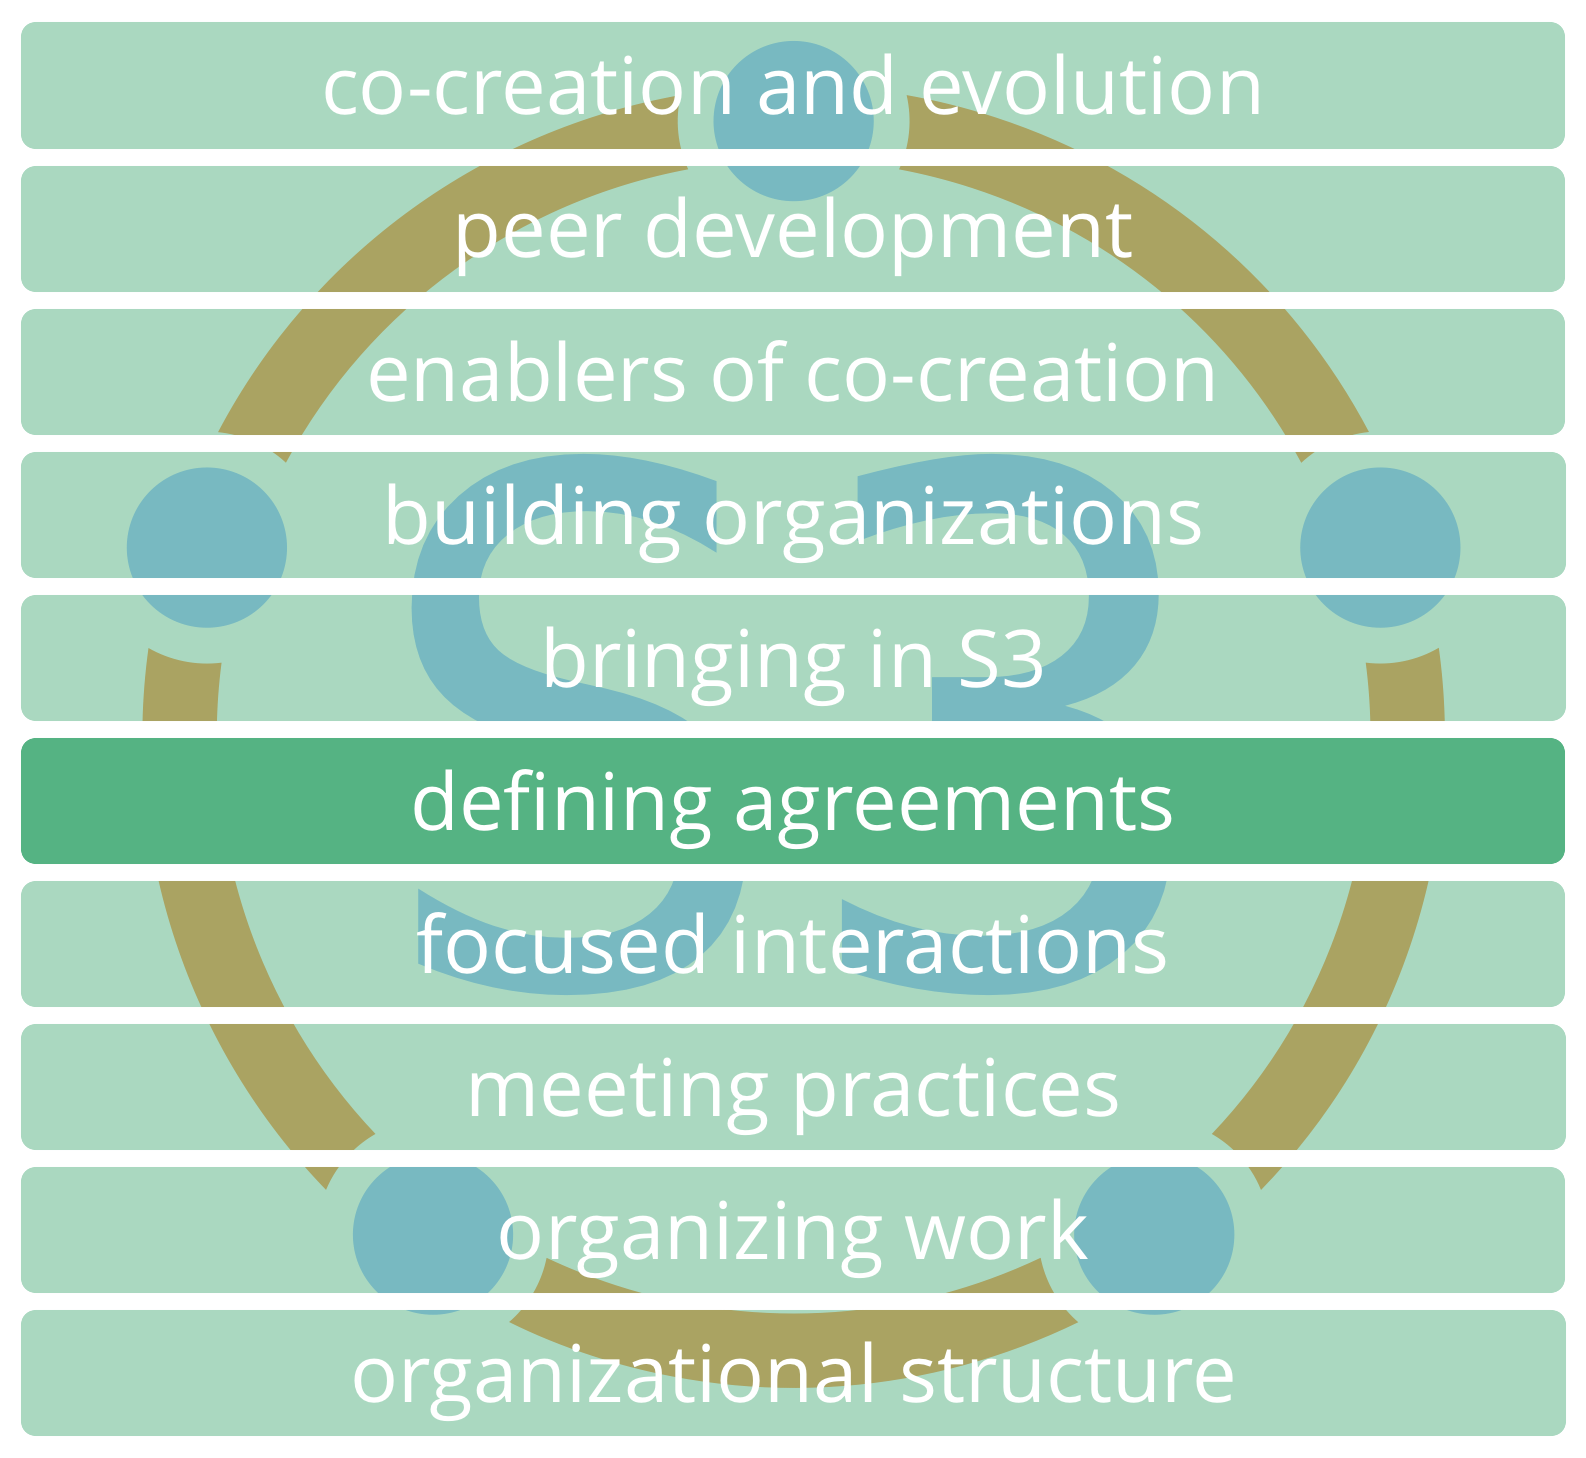 co-creation and evolution
peer development
enablers of co-creation
building organizations
bringing in S3
defining agreements
focused interactions
meeting practices
organizing work
organizational structure
S3